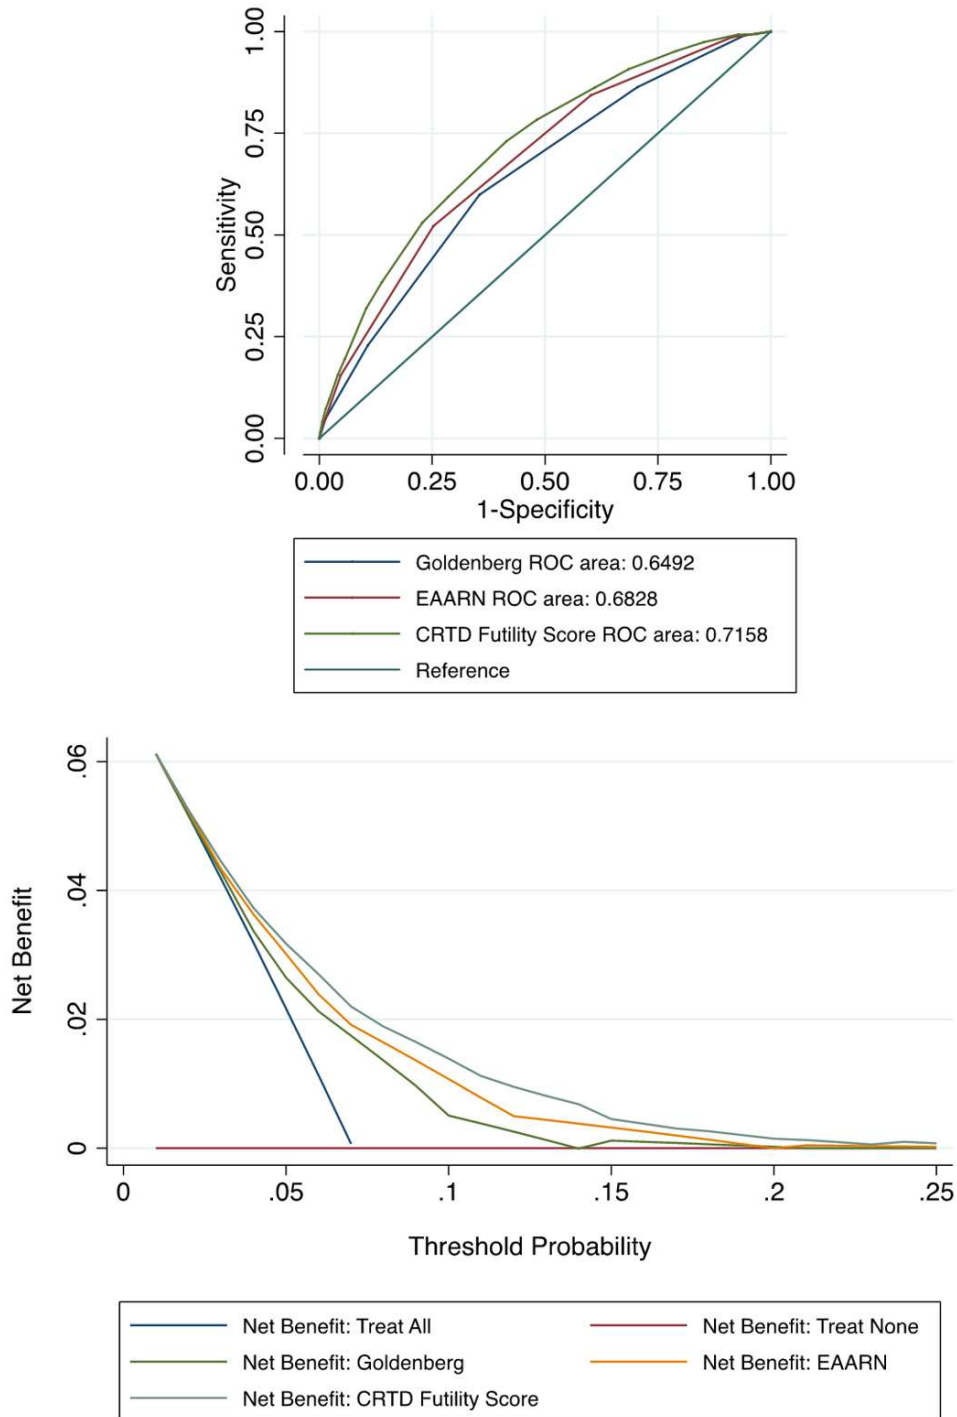 1.00
0.75
0.50
0.25
0.00
Sensitivity
0.00 0.25 0.50 0.75 1.00
1-Specificity
Goldenberg ROC area: 0.6492
EAARN ROC area: 0.6828
CRTD Futility Score ROC area: 0.7158
Reference
.06
.04
.02
0
Net Benefit
0 .05 .1 .15 .2 .25
Threshold Probability
Net Benefit: Treat All Net Benefit: Treat None
Net Benefit: Goldenberg Net Benefit: EAARN
Net Benefit: CRTD Futility Score